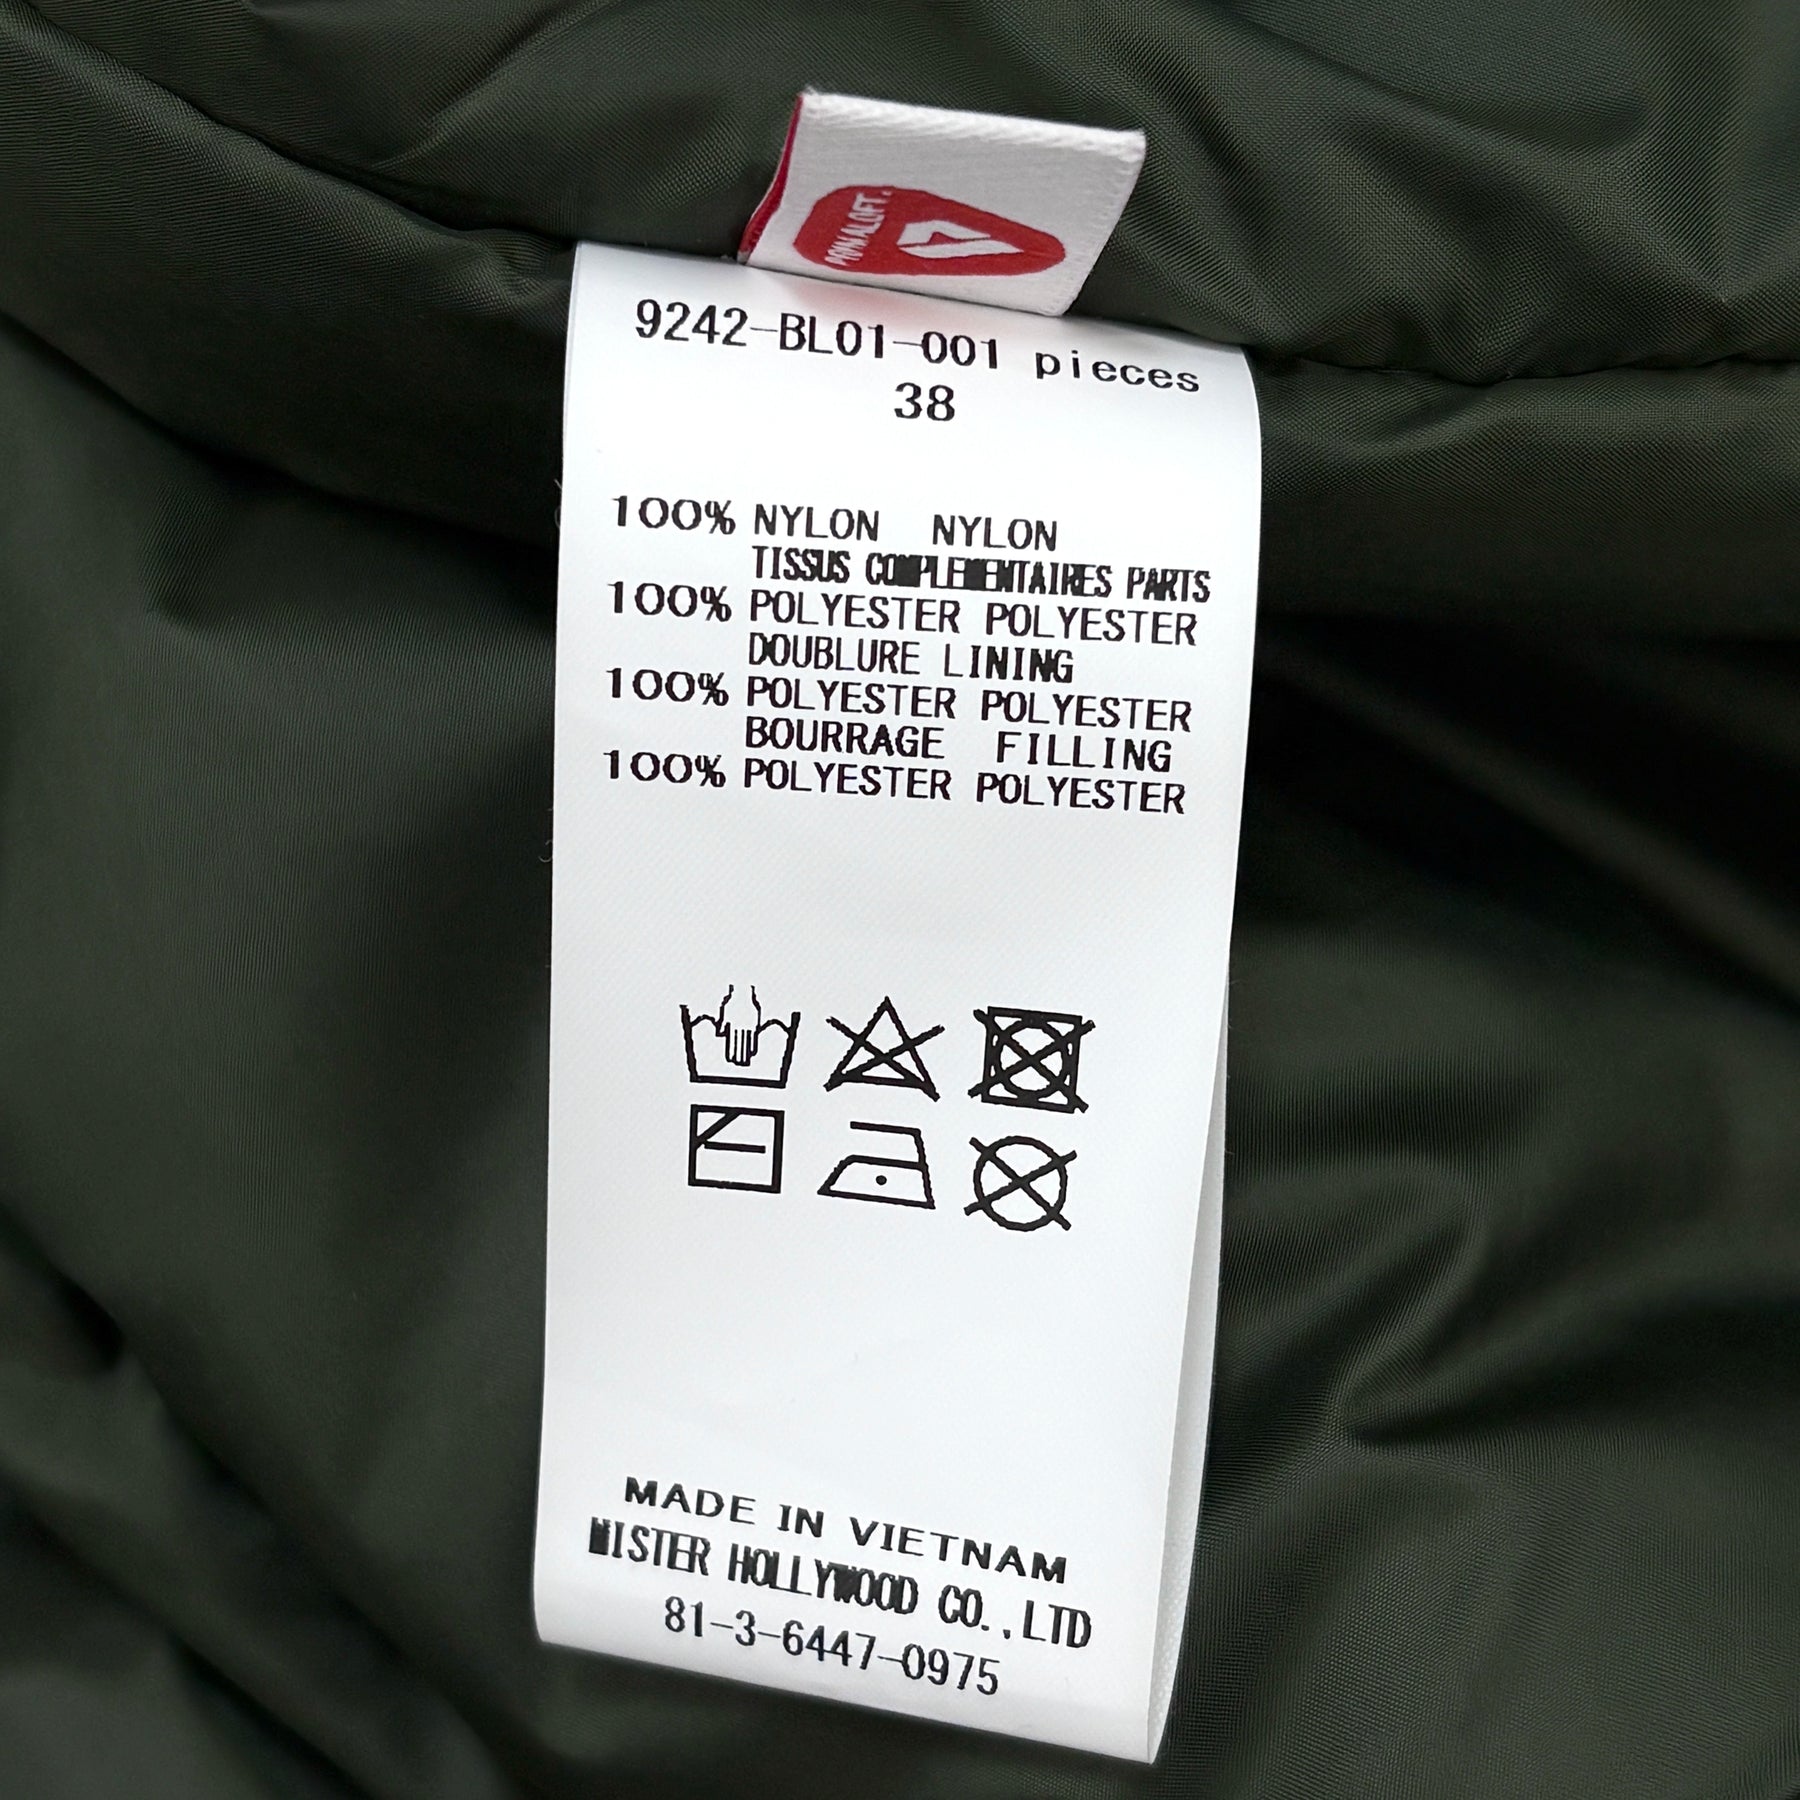 PRIMALOFT.
9242-BL01-001 pieces
38
100% NYLON NYLON
TISSUS COMPLEMENTAIRES PARTS
100% POLYESTER POLYESTER
DOUBLURE LINING
100% POLYESTER POLYESTER
BOURRAGE FILLING
100% POLYESTER POLYESTER
MADE IN VIETNAM
MISTER HOLLYWOOD CO.,LTD
81-3-6447-0975